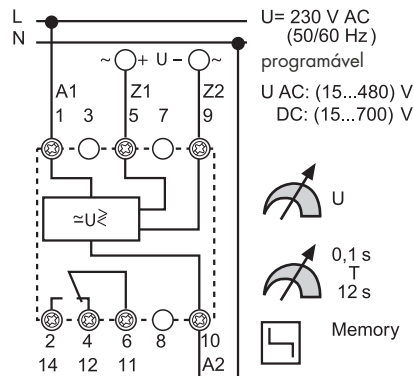 L
U= 230 V AC
N
(50/60 Hz)
~ + U – ~
programável
A1 Z1 Z2
U AC: (15...480) V
1 3 5 7 9
DC: (15...700) V
≃U≷
U
0,1 s
T
12 s
2 4 6 8 10
Memory
14 12 11 A2